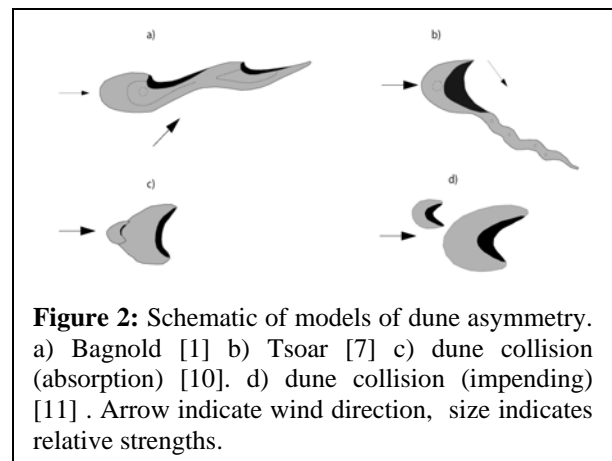 a)
b)
c)
d)
Figure 2: Schematic of models of dune asymmetry.
a) Bagnold [1] b) Tsoar [7] c) dune collision
(absorption) [10]. d) dune collision (impending)
[11] . Arrow indicate wind direction, size indicates
relative strengths.